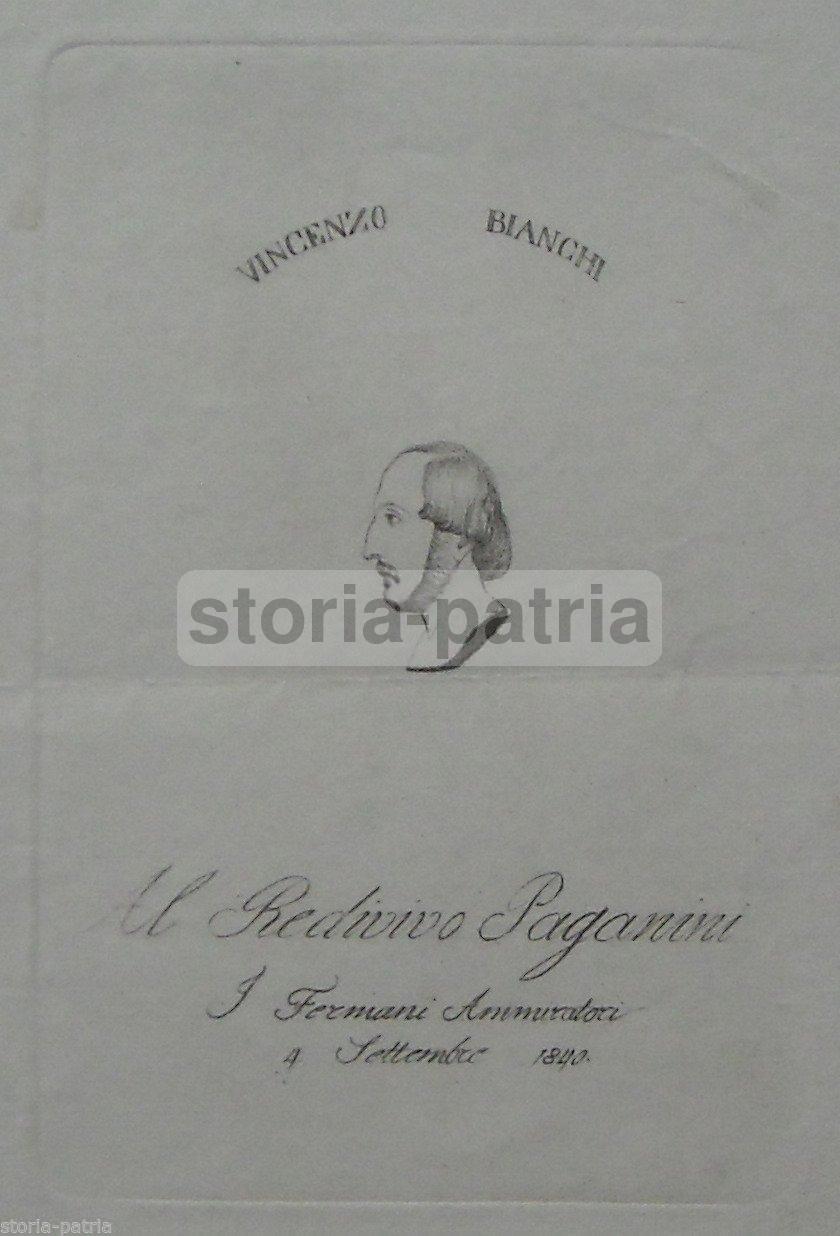 VINCENZO BIANCHI
storia-patria
Al Redivivo Paganini
I Fermani Ammiratori
4 Settembre 1840.
storia-patria